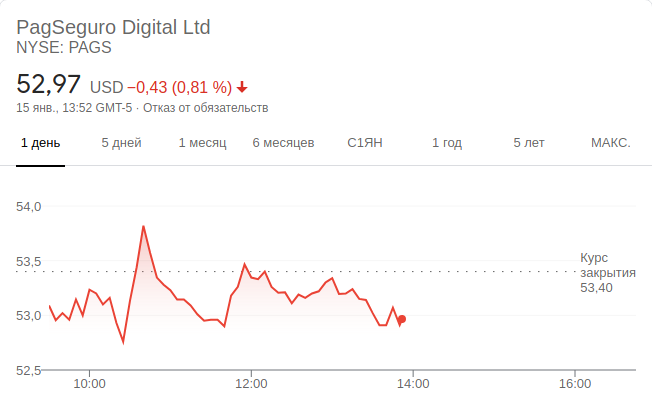 PagSeguro Digital Ltd
NYSE: PAGS
52,97 USD −0,43 (0,81 %)
15 янв., 13:52 GMT-5 · Отказ от обязательств
1 день 5 дней 1 месяц 6 месяцев С1ЯН 1 год 5 лет МАКС.
54,0
53,5
Курс
закрытия
53,40
53,0
52,5
10:00 12:00 14:00 16:00